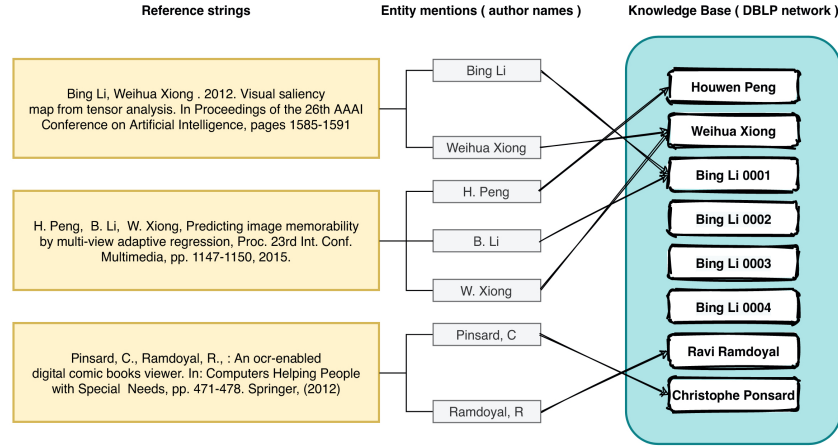 Reference strings
Entity mentions ( author names )
Knowledge Base ( DBLP network )
Bing Li, Weihua Xiong . 2012. Visual saliency
map from tensor analysis. In Proceedings of the 26th AAAI
Conference on Artificial Intelligence, pages 1585-1591
H. Peng, B. Li, W. Xiong, Predicting image memorability
by multi-view adaptive regression, Proc. 23rd Int. Conf.
Multimedia, pp. 1147-1150, 2015.
Pinsard, C., Ramdoyal, R., : An ocr-enabled
digital comic books viewer. In: Computers Helping People
with Special Needs, pp. 471-478. Springer, (2012)
Bing Li
Weihua Xiong
H. Peng
B. Li
W. Xiong
Pinsard, C
Ramdoyal, R
Houwen Peng
Weihua Xiong
Bing Li 0001
Bing Li 0002
Bing Li 0003
Bing Li 0004
Ravi Ramdoyal
Christophe Ponsard